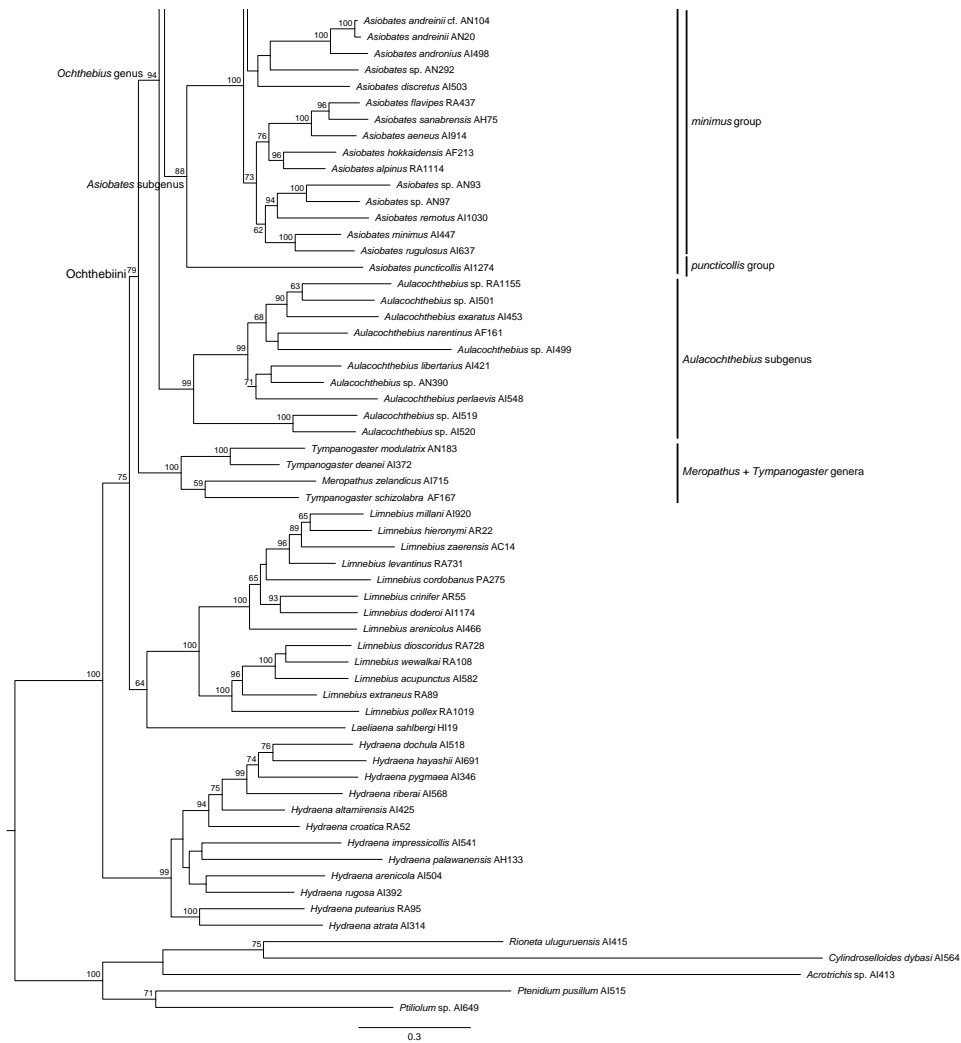 100
Asiobates andreinii cf. AN104
Asiobates andreinii AN20
100
Asiobates andronius AI498
Ochthebius genus 94
Asiobates sp. AN292
100
Asiobates discretus AI503
96
Asiobates flavipes RA437
100
Asiobates sanabrensis AH75
minimus group
76
Asiobates aeneus AI914
96
Asiobates hokkaidensis AF213
Asiobates alpinus RA1114
88
73
Asiobates subgenus
100
Asiobates sp. AN93
94
Asiobates sp. AN97
62
Asiobates remotus AI1030
100
Asiobates minimus AI447
Asiobates rugulosus AI637
Ochthebiini 79
Asiobates puncticollis AI1274
puncticollis group
63
Aulacochthebius sp. RA1155
90
Aulacochthebius sp. AI501
68
Aulacochthebius exaratus AI453
Aulacochthebius narentinus AF161
99
Aulacochthebius sp. AI499
Aulacochthebius subgenus
Aulacochthebius libertarius AI421
71
Aulacochthebius sp. AN390
99
Aulacochthebius perlaevis AI548
100
Aulacochthebius sp. AI519
Aulacochthebius sp. AI520
100
Tympanogaster modulatrix AN183
100
Tympanogaster deanei AI372
Meropathus + Tympanogaster genera
75
59
Meropathus zelandicus AI715
Tympanogaster schizolabra AF167
65
Limnebius millani AI920
89
Limnebius hieronymi AR22
96
Limnebius zaerensis AC14
Limnebius levantinus RA731
65
Limnebius cordobanus PA275
93
Limnebius crinifer AR55
100
Limnebius doderoi AI1174
Limnebius arenicolus AI466
100
Limnebius dioscoridus RA728
100
Limnebius wewalkai RA108
96
Limnebius acupunctus AI582
100
Limnebius extraneus RA89
100
64
Limnebius pollex RA1019
Laeliaena sahlbergi HI19
76
Hydraena dochula AI518
74
Hydraena hayashii AI691
99
Hydraena pygmaea AI346
75
Hydraena riberai AI568
94
Hydraena altamirensis AI425
Hydraena croatica RA52
Hydraena impressicollis AI541
Hydraena palawanensis AH133
99
Hydraena arenicola AI504
Hydraena rugosa AI392
100
Hydraena putearius RA95
Hydraena atrata AI314
75
Rioneta uluguruensis AI415
Cylindroselloides dybasi AI564
100
Acrotrichis sp. AI413
71
Ptenidium pusillum AI515
Ptiliolum sp. AI649
0.3